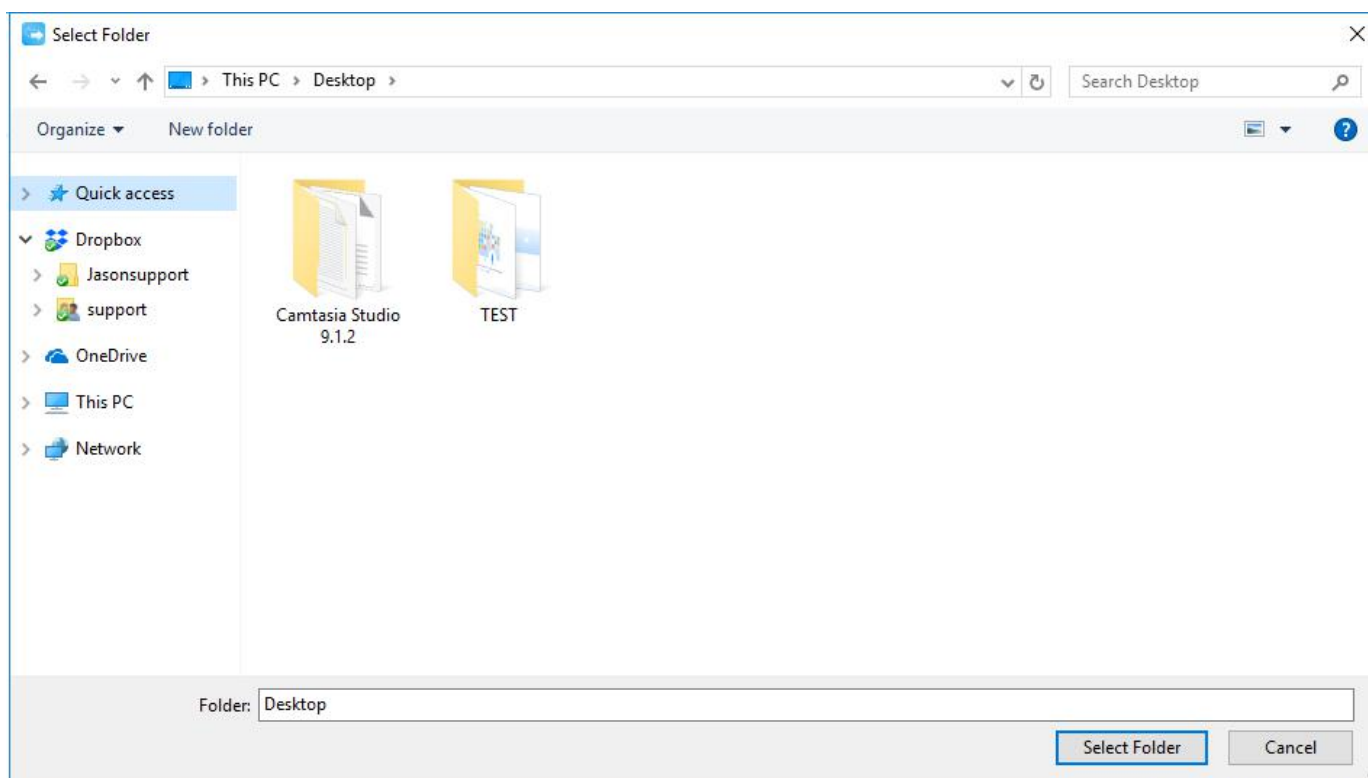 Select Folder
This PC > Desktop >
Search Desktop
Organize
New folder
Quick access
Dropbox
Jasonsupport
support
OneDrive
This PC
Network
Camtasia Studio
9.1.2
TEST
Folder: Desktop
Select Folder
Cancel